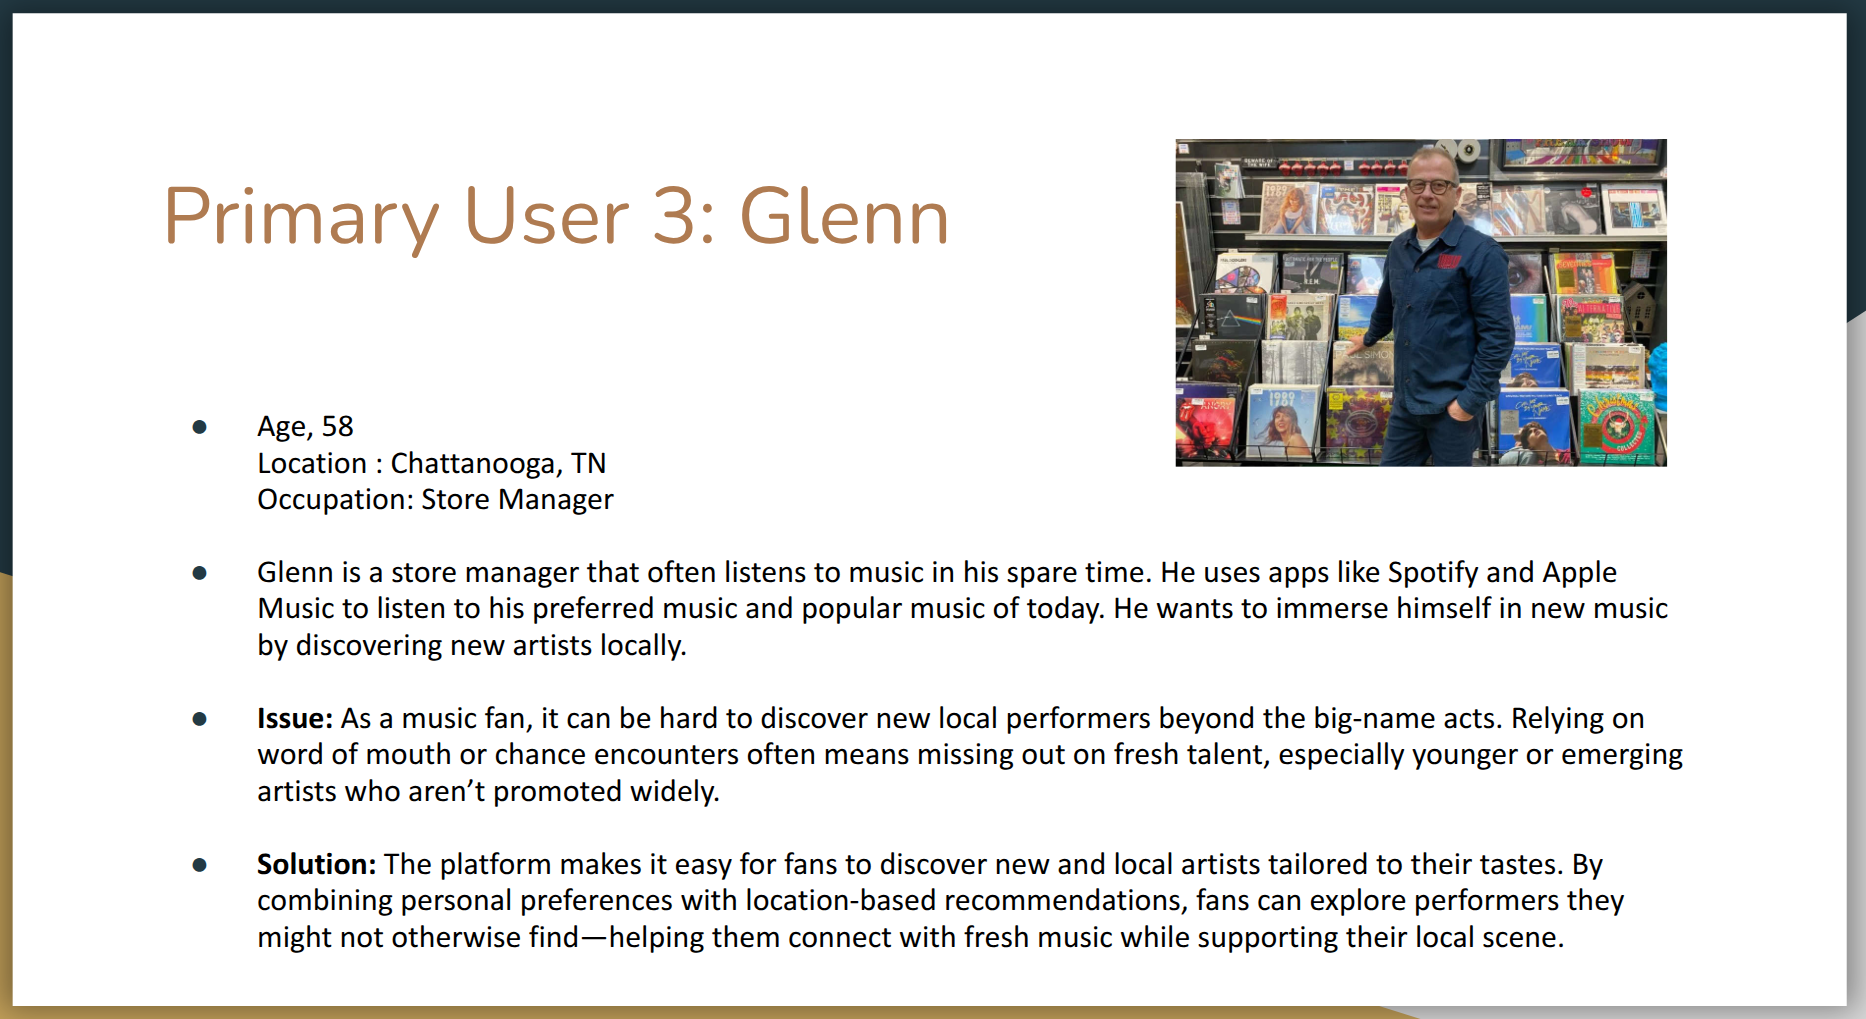 Primary User 3: Glenn
Age, 58
Location : Chattanooga, TN
Occupation: Store Manager
Glenn is a store manager that often listens to music in his spare time. He uses apps like Spotify and Apple
Music to listen to his preferred music and popular music of today. He wants to immerse himself in new music
by discovering new artists locally.
Issue: As a music fan, it can be hard to discover new local performers beyond the big-name acts. Relying on
word of mouth or chance encounters often means missing out on fresh talent, especially younger or emerging
artists who aren’t promoted widely.
Solution: The platform makes it easy for fans to discover new and local artists tailored to their tastes. By
combining personal preferences with location-based recommendations, fans can explore performers they
might not otherwise find—helping them connect with fresh music while supporting their local scene.